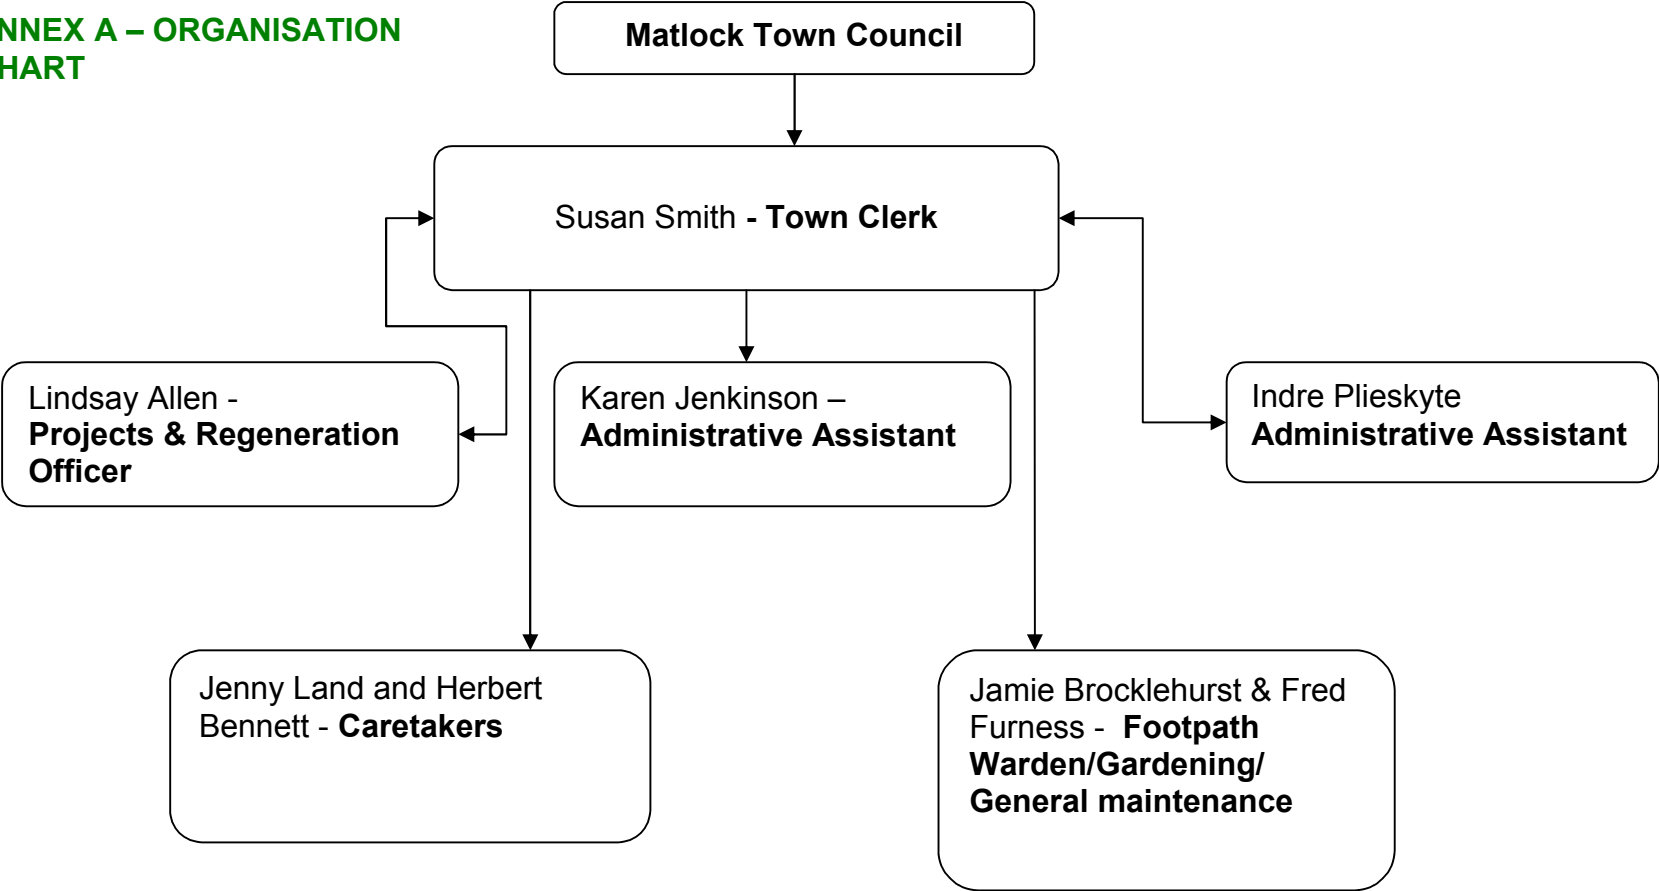 NNEX A – ORGANISATION
HART
Matlock Town Council
Susan Smith - Town Clerk
Lindsay Allen -
Projects & Regeneration
Officer
Karen Jenkinson –
Administrative Assistant
Indre Plieskyte
Administrative Assistant
Jenny Land and Herbert
Bennett - Caretakers
Jamie Brocklehurst & Fred
Furness -  Footpath
Warden/Gardening/
General maintenance